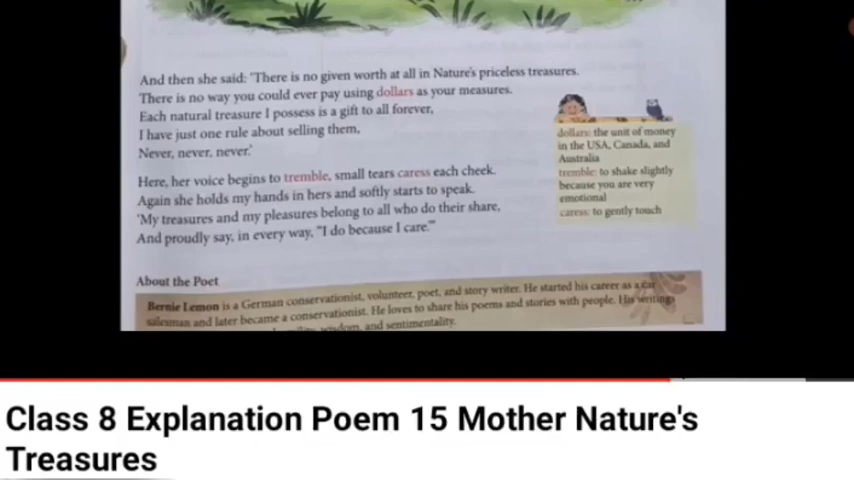 And then she said: 'There is no given worth at all in Nature's priceless treasures.
There is no way you could ever pay using dollars as your measures.
Each natural treasure I possess is a gift to all forever,
I have just one rule about selling them,
Never, never, never.'
Here, her voice begins to tremble, small tears caress each cheek.
Again she holds my hands in hers and softly starts to speak.
'My treasures and my pleasures belong to all who do their share,
And proudly say, in every way, "I do because I care."'
dollars: the unit of money
in the USA, Canada, and
Australia
tremble: to shake slightly
because you are very
emotional
caress: to gently touch
About the Poet
Bernie Lemon is a German conservationist, volunteer, poet, and story writer. He started his career as a car
salesman and later became a conservationist. He loves to share his poems and stories with people. His writings
wisdom, and sentimentality.
Class 8 Explanation Poem 15 Mother Nature's
Treasures